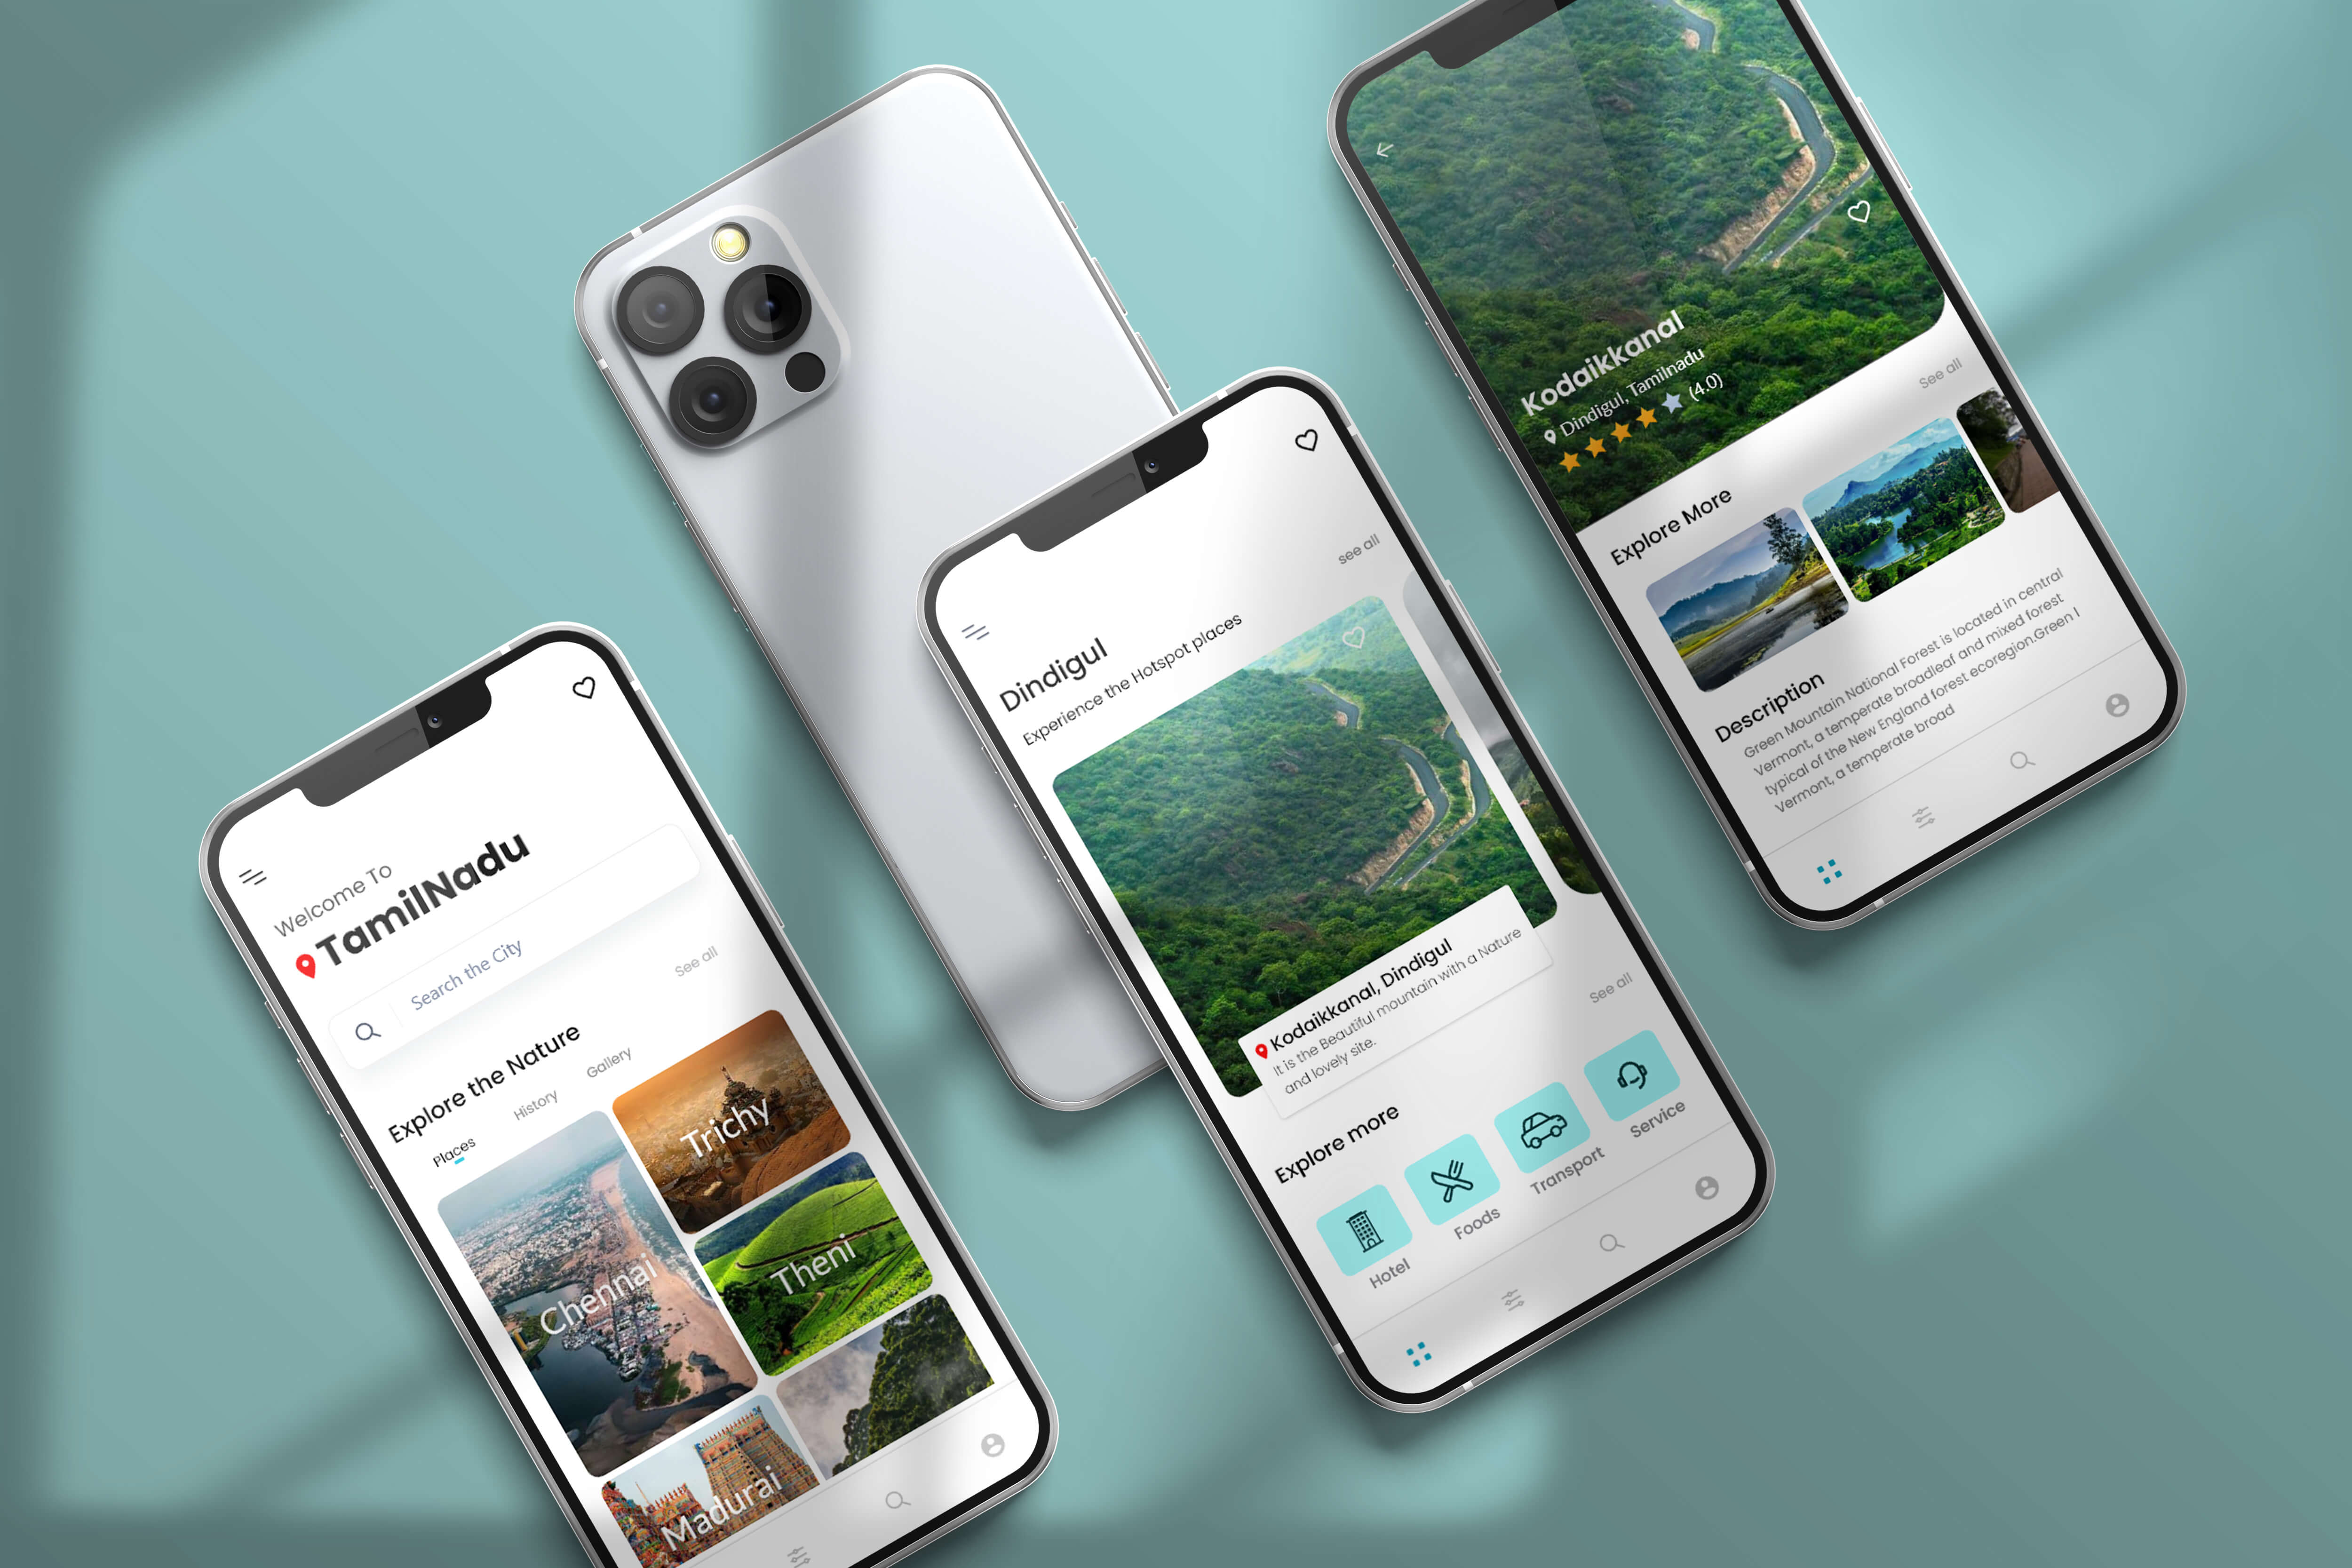 Welcome To
TamilNadu
Search the City
Explore the Nature
See all
Places
History
Gallery
Chennai
Trichy
Theni
Madurai
Dindigul
Experience the Hotspot places
see all
Kodaikkanal, Dindigul
It is the Beautiful mountain with a Nature
and lovely site.
Explore more
See all
Hotel
Foods
Transport
Service
Kodaikkanal
Dindigul, Tamilnadu
(4.0)
Explore More
See all
Description
Green Mountain National Forest is located in central
Vermont, a temperate broadleaf and mixed forest
typical of the New England forest ecoregion.Green l
Vermont, a temperate broad